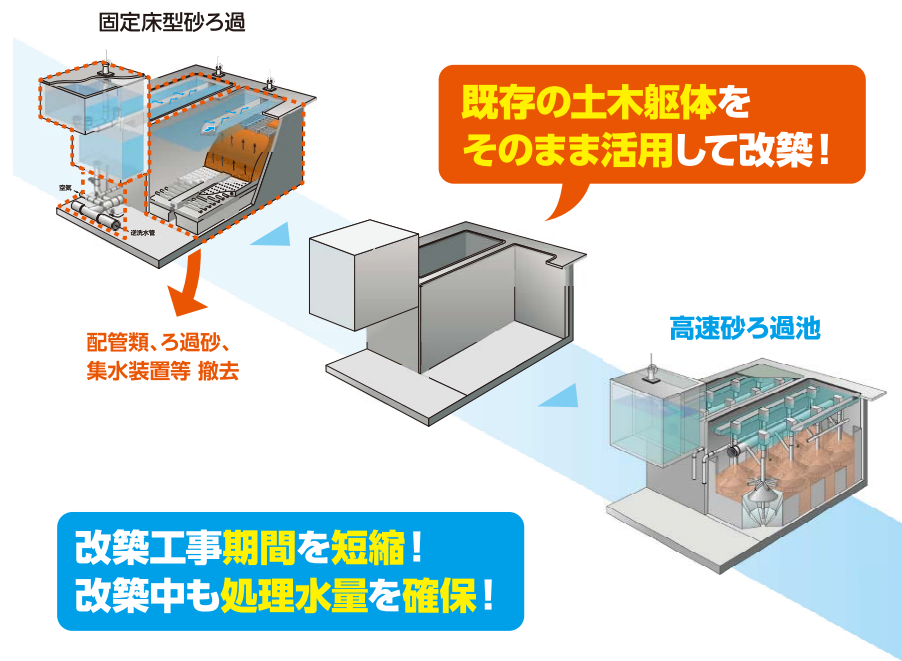 固定床型砂ろ過
既存の土木躯体を
そのまま活用して改築！
空気
逆洗水管
配管類、ろ過砂、
集水装置等 撤去
高速砂ろ過池
改築工事期間を短縮！
改築中も処理水量を確保！